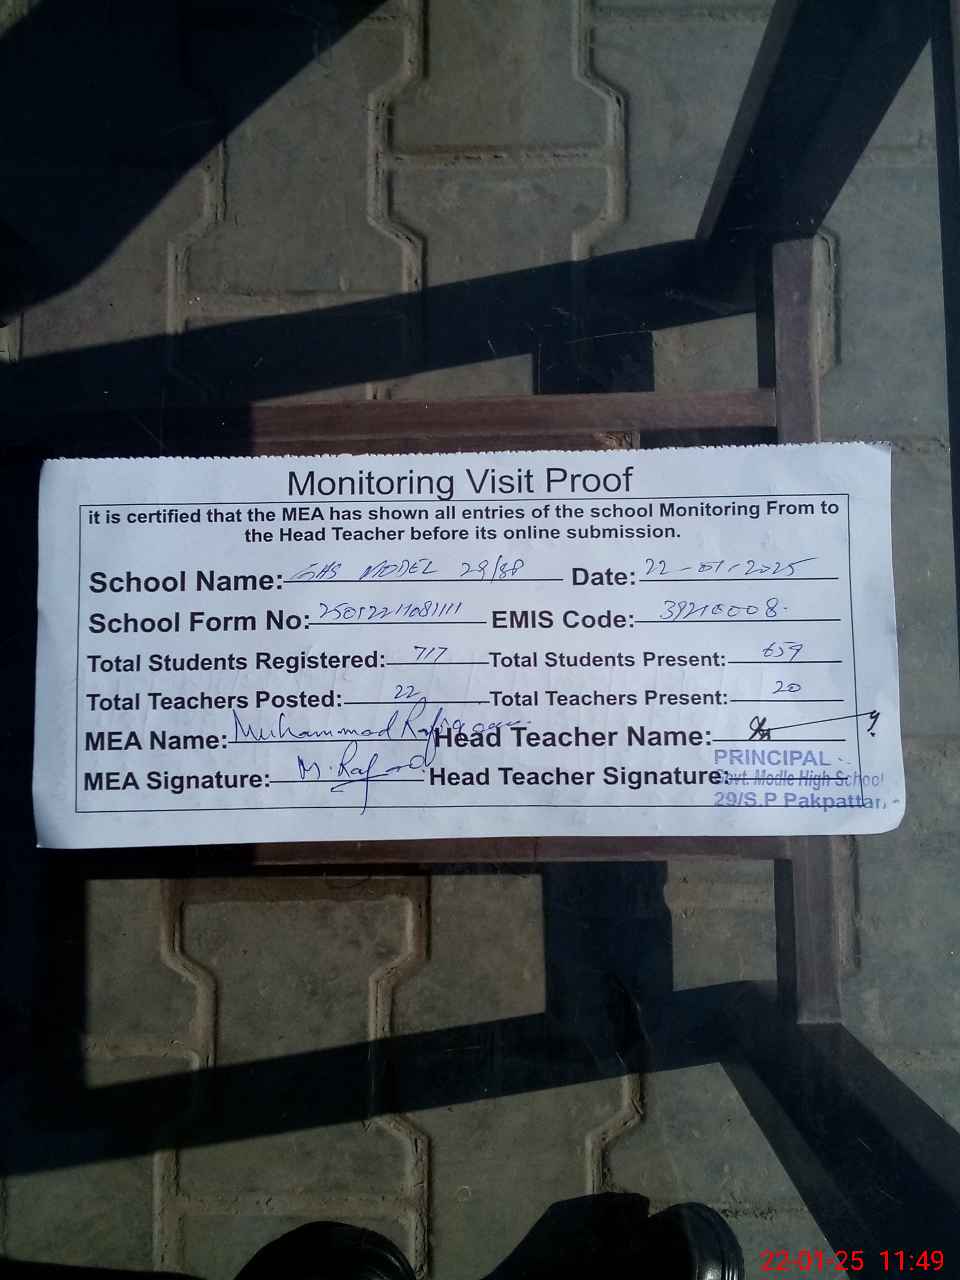 Monitoring Visit Proof
it is certified that the MEA has shown all entries of the school Monitoring From to
the Head Teacher before its online submission.
School Name: GHS MODEL 29/SP Date: 22-01-2025
School Form No: EMIS Code: 39210008.
Total Students Registered: 717 Total Students Present: 659
Total Teachers Posted: 22 Total Teachers Present: 20
MEA Name: Muhammad Head Teacher Name:
MEA Signature: M. Head Teacher Signature:
PRINCIPAL
Govt. Modle High School
29/S.P Pakpattan
22-01-25 11:49